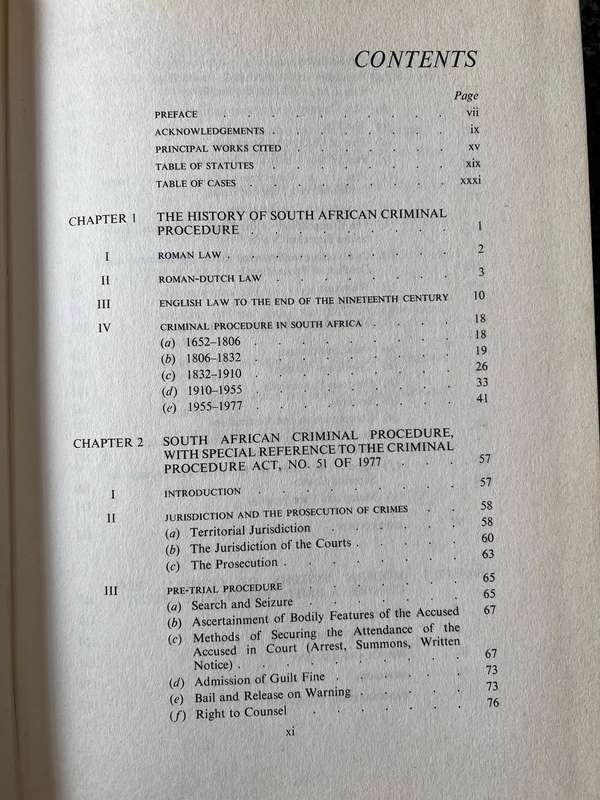 CONTENTS
Page
PREFACE . . . . . . . . . vii
ACKNOWLEDGEMENTS . . . . . . . . ix
PRINCIPAL WORKS CITED . . . . . . . xv
TABLE OF STATUTES . . . . . . . . xix
TABLE OF CASES . . . . . . . . . xxxi
CHAPTER 1 THE HISTORY OF SOUTH AFRICAN CRIMINAL
PROCEDURE . . . . . . . . 1
I ROMAN LAW . . . . . . . . . 2
II ROMAN-DUTCH LAW . . . . . . . . 3
III ENGLISH LAW TO THE END OF THE NINETEENTH CENTURY 10
IV CRIMINAL PROCEDURE IN SOUTH AFRICA . . . . 18
(a) 1652–1806 . . . . . . . . . 18
(b) 1806–1832 . . . . . . . . . 19
(c) 1832–1910 . . . . . . . . . 26
(d) 1910–1955 . . . . . . . . . 33
(e) 1955–1977 . . . . . . . . . 41
CHAPTER 2 SOUTH AFRICAN CRIMINAL PROCEDURE,
WITH SPECIAL REFERENCE TO THE CRIMINAL
PROCEDURE ACT, NO. 51 OF 1977 . . . 57
I INTRODUCTION . . . . . . . . 57
II JURISDICTION AND THE PROSECUTION OF CRIMES . . 58
(a) Territorial Jurisdiction . . . . . . 58
(b) The Jurisdiction of the Courts . . . . . 60
(c) The Prosecution . . . . . . . . 63
III PRE-TRIAL PROCEDURE . . . . . . . 65
(a) Search and Seizure . . . . . . . 65
(b) Ascertainment of Bodily Features of the Accused 67
(c) Methods of Securing the Attendance of the
Accused in Court (Arrest, Summons, Written
Notice) . . . . . . . . . 67
(d) Admission of Guilt Fine . . . . . . 73
(e) Bail and Release on Warning . . . . . 73
(f) Right to Counsel . . . . . . . 76
xi